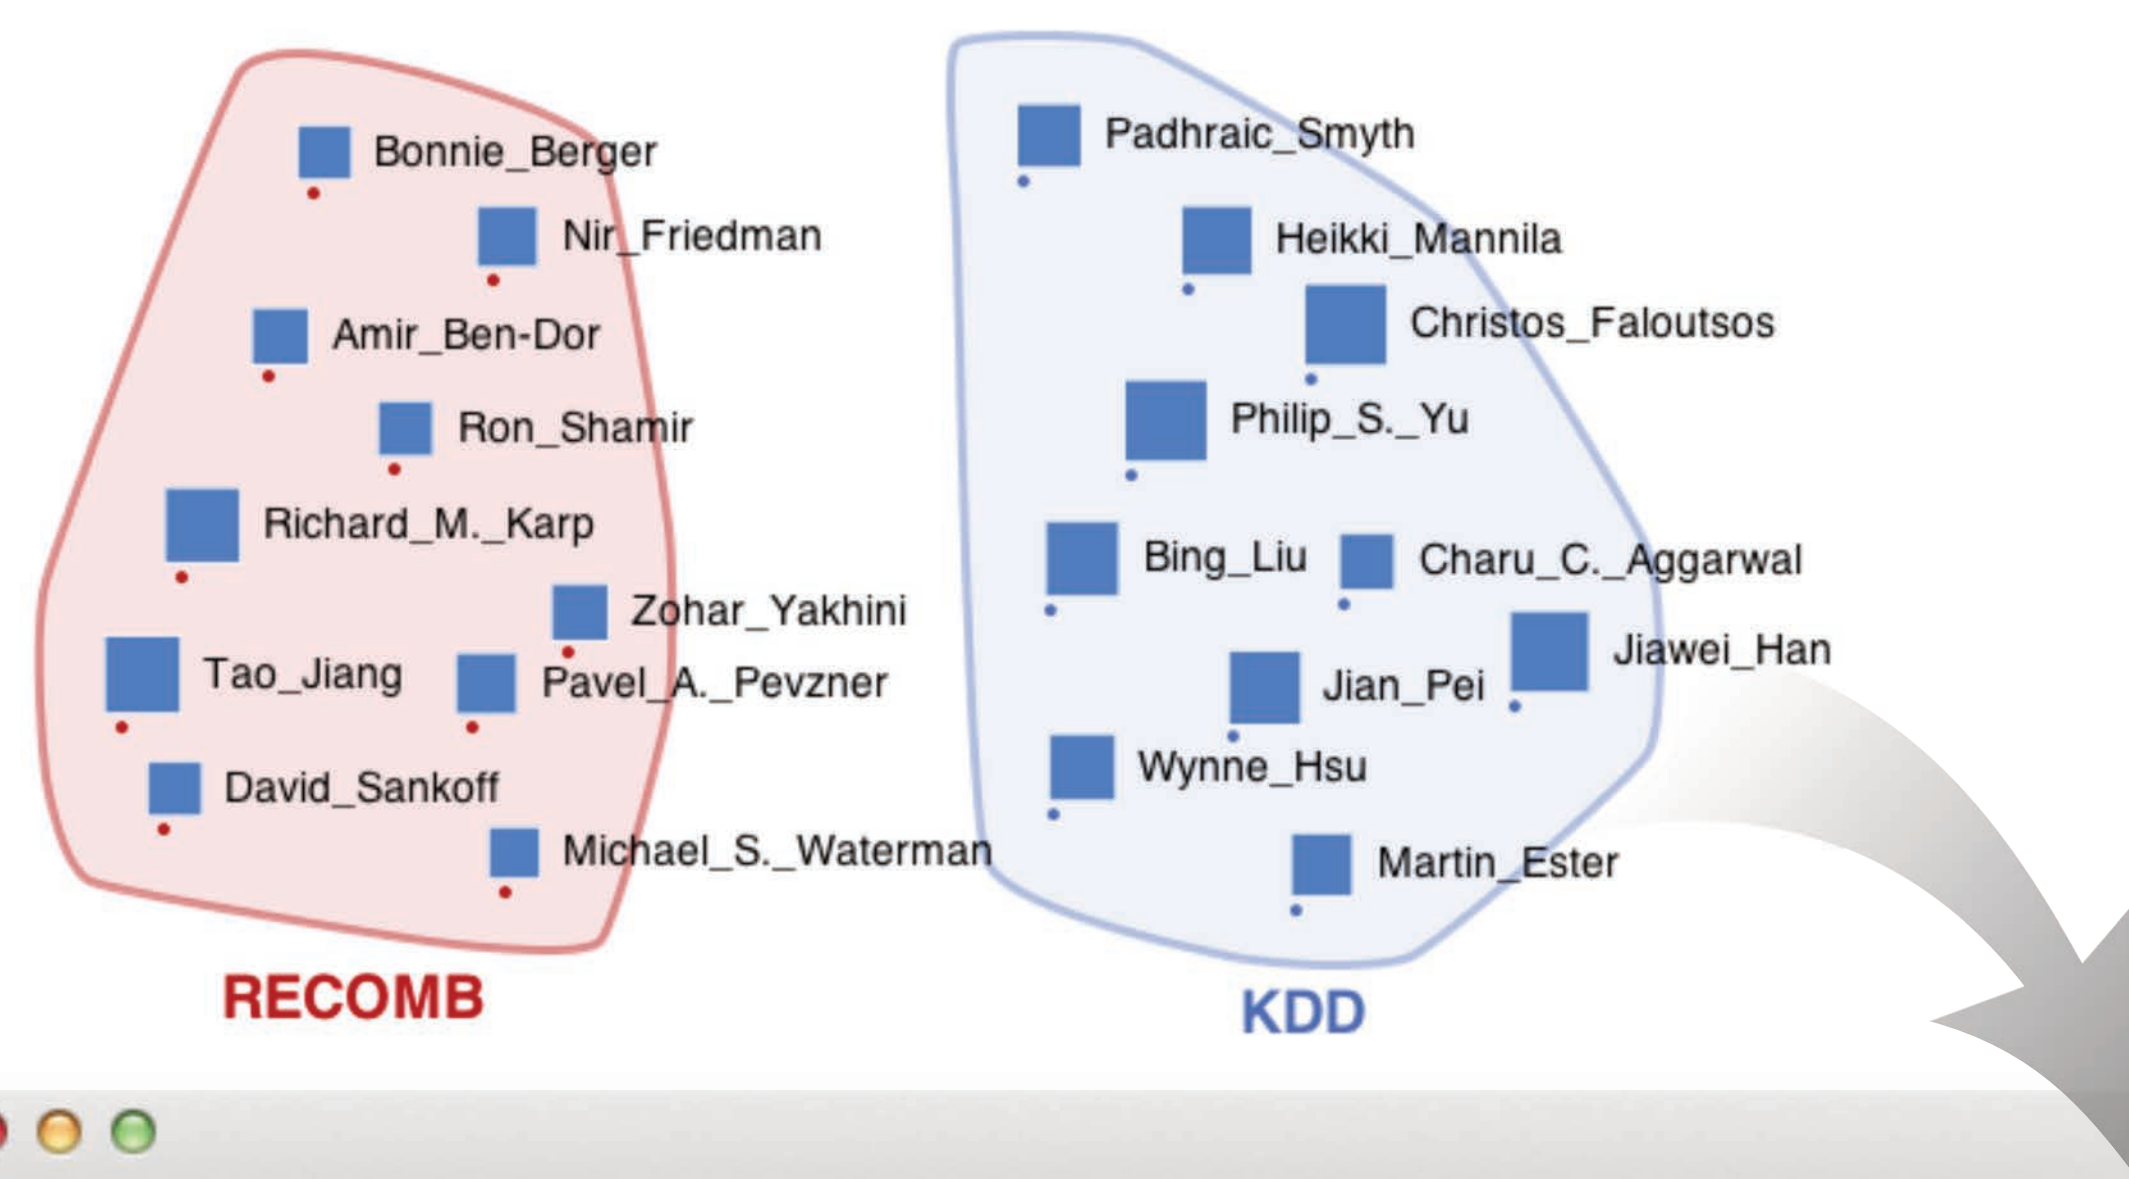 Bonnie_Berger
Nir_Friedman
Amir_Ben-Dor
Ron_Shamir
Richard_M._Karp
Zohar_Yakhini
Tao_Jiang
Pavel_A._Pevzner
David_Sankoff
Michael_S._Waterman
RECOMB
Padhraic_Smyth
Heikki_Mannila
Christos_Faloutsos
Philip_S._Yu
Bing_Liu
Charu_C._Aggarwal
Jiawei_Han
Jian_Pei
Wynne_Hsu
Martin_Ester
KDD